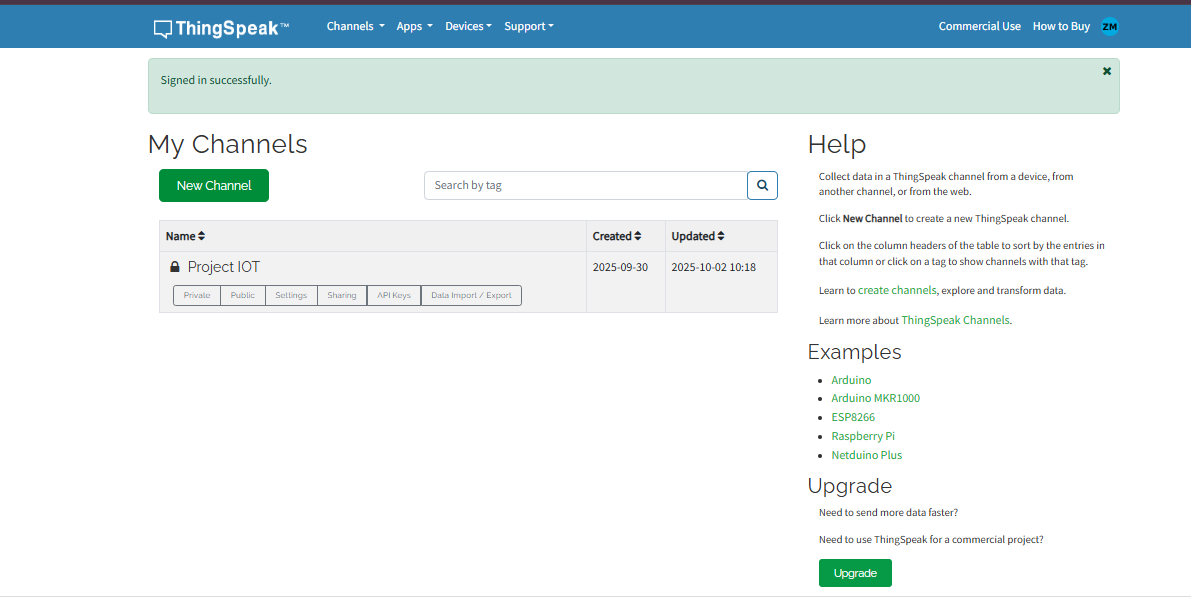 ThingSpeak™ Channels Apps Devices Support Commercial Use How to Buy ZM
Signed in successfully. ×
My Channels
New Channel Search by tag
Name Created Updated
Project IOT 2025-09-30 2025-10-02 10:18
Private Public Settings Sharing API Keys Data Import / Export
Help
Collect data in a ThingSpeak channel from a device, from
another channel, or from the web.
Click New Channel to create a new ThingSpeak channel.
Click on the column headers of the table to sort by the entries in
that column or click on a tag to show channels with that tag.
Learn to create channels, explore and transform data.
Learn more about ThingSpeak Channels.
Examples
• Arduino
• Arduino MKR1000
• ESP8266
• Raspberry Pi
• Netduino Plus
Upgrade
Need to send more data faster?
Need to use ThingSpeak for a commercial project?
Upgrade